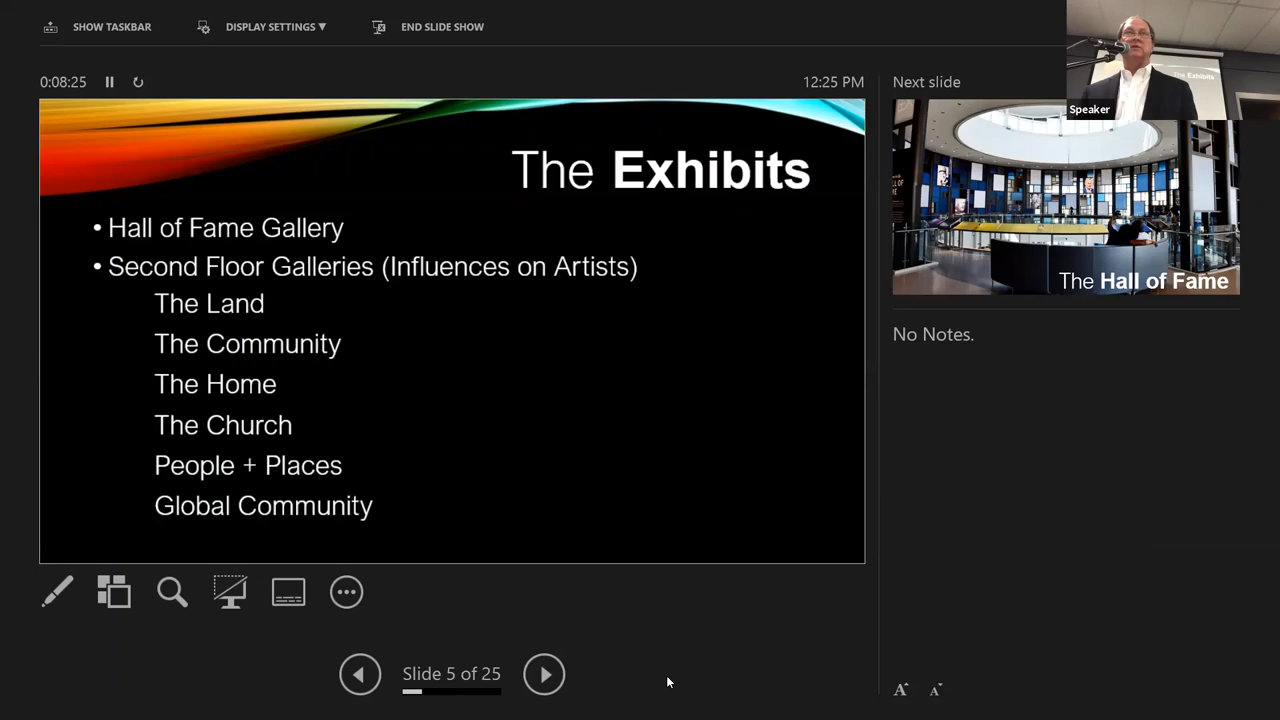 SHOW TASKBAR
DISPLAY SETTINGS ▼
END SLIDE SHOW
0:08:25
12:25 PM
The Exhibits
• Hall of Fame Gallery
• Second Floor Galleries (Influences on Artists)
The Land
The Community
The Home
The Church
People + Places
Global Community
Slide 5 of 25
Next slide
The Exhibits
Speaker
The Hall of Fame
No Notes.
A A